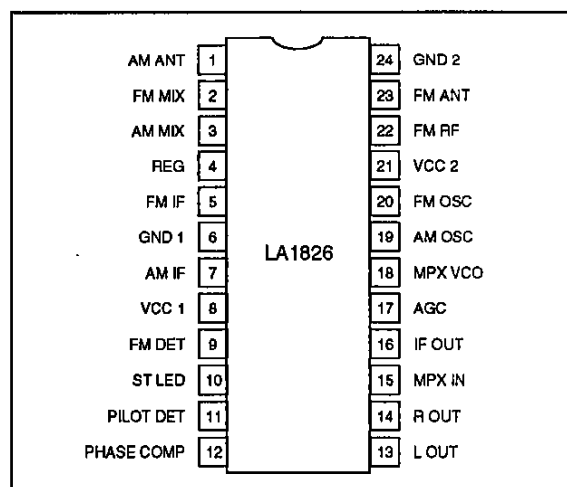 AM ANT 1 24 GND 2
FM MIX 2 23 FM ANT
AM MIX 3 22 FM RF
REG 4 21 VCC 2
FM IF 5 20 FM OSC
GND 1 6 19 AM OSC
LA1826
AM IF 7 18 MPX VCO
VCC 1 8 17 AGC
FM DET 9 16 IF OUT
ST LED 10 15 MPX IN
PILOT DET 11 14 R OUT
PHASE COMP 12 13 L OUT